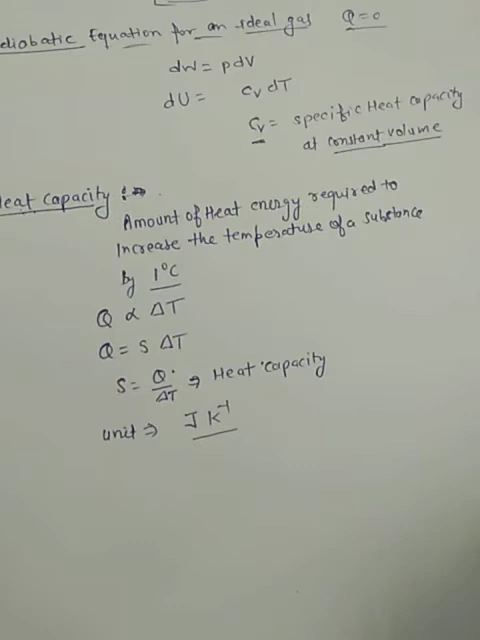 diabatic Equation for an ideal gas Q=0
dW = pdV
dU = cv dT
cv = specific Heat capacity
at constant volume
Heat capacity :→
Amount of Heat energy required to
Increase the temperature of a substance
By 1°C
Q ∝ ΔT
Q = S ΔT
S = Q/ΔT ⇒ Heat capacity
unit ⇒ J K⁻¹